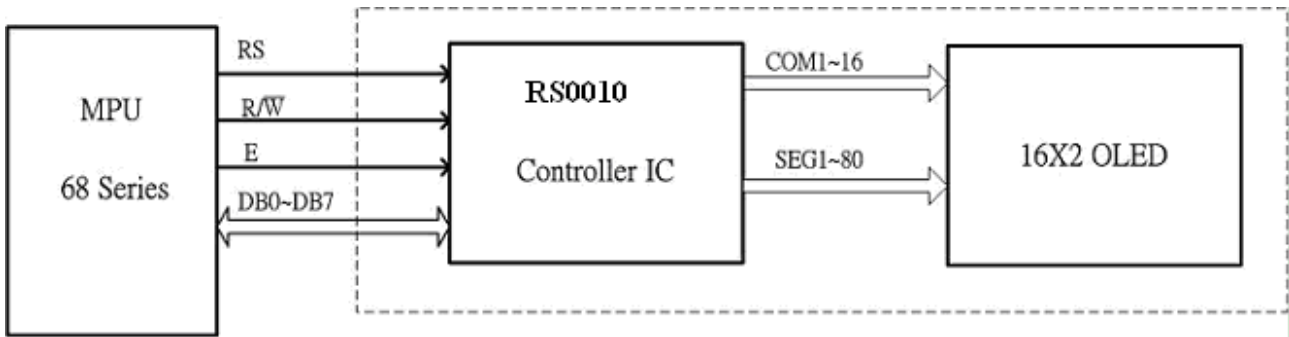 MPU
68 Series
RS
R/W̅
E
DB0~DB7
RS0010
Controller IC
COM1~16
SEG1~80
16X2 OLED